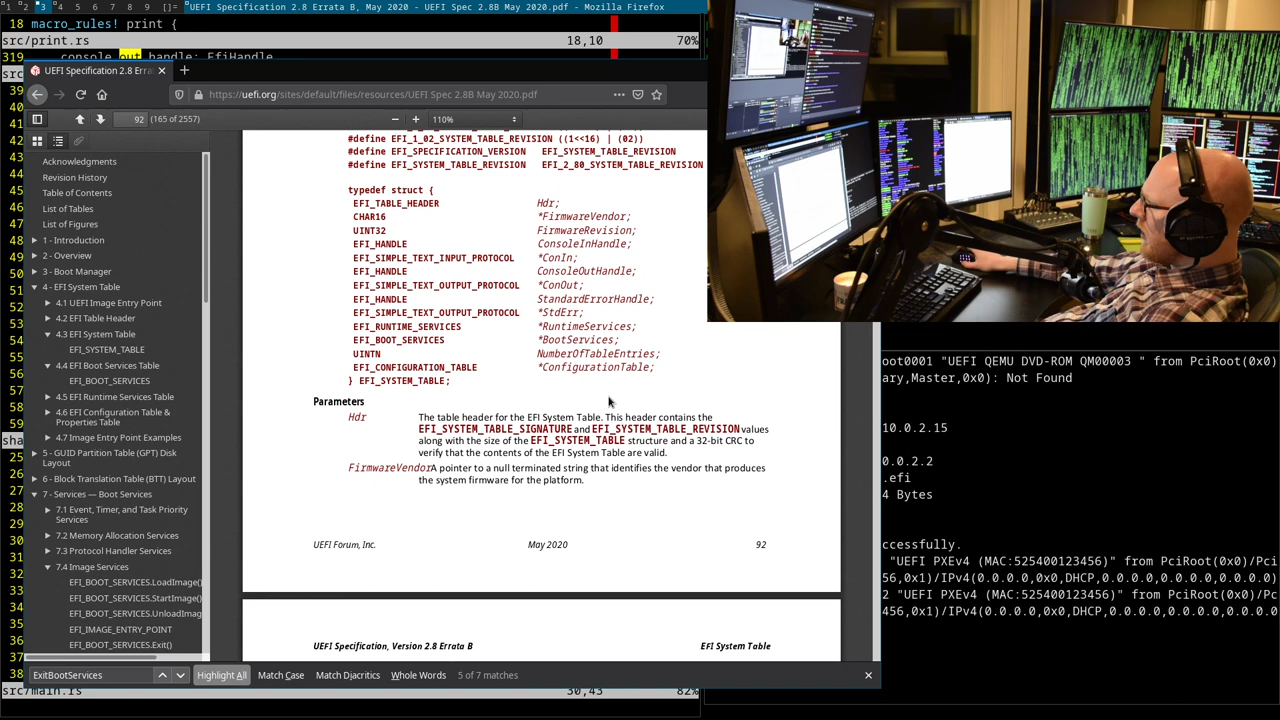 1 2 3 4 5 6 7 8 9 []= UEFI Specification 2.8 Errata B, May 2020 - UEFI Spec 2.8B May 2020.pdf - Mozilla Firefox
18 macro_rules! print {
src/print.rs 18,10 70%
319 console_out_handle: EfiHandle
UEFI Specification 2.8 Erra
https://uefi.org/sites/default/files/resources/UEFI Spec 2.8B May 2020.pdf
92 (165 of 2557) 110%
Acknowledgments
Revision History
Table of Contents
List of Tables
List of Figures
1 - Introduction
2 - Overview
3 - Boot Manager
4 - EFI System Table
4.1 UEFI Image Entry Point
4.2 EFI Table Header
4.3 EFI System Table
EFI_SYSTEM_TABLE
4.4 EFI Boot Services Table
EFI_BOOT_SERVICES
4.5 EFI Runtime Services Table
4.6 EFI Configuration Table &
Properties Table
4.7 Image Entry Point Examples
5 - GUID Partition Table (GPT) Disk
Layout
6 - Block Translation Table (BTT) Layout
7 - Services — Boot Services
7.1 Event, Timer, and Task Priority
Services
7.2 Memory Allocation Services
7.3 Protocol Handler Services
7.4 Image Services
EFI_BOOT_SERVICES.LoadImage()
EFI_BOOT_SERVICES.StartImage()
EFI_BOOT_SERVICES.UnloadImag
EFI_IMAGE_ENTRY_POINT
EFI_BOOT_SERVICES.Exit()
#define EFI_1_02_SYSTEM_TABLE_REVISION ((1<<16) | (02))
#define EFI_SPECIFICATION_VERSION EFI_SYSTEM_TABLE_REVISION
#define EFI_SYSTEM_TABLE_REVISION EFI_2_80_SYSTEM_TABLE_REVISION
typedef struct {
EFI_TABLE_HEADER Hdr;
CHAR16 *FirmwareVendor;
UINT32 FirmwareRevision;
EFI_HANDLE ConsoleInHandle;
EFI_SIMPLE_TEXT_INPUT_PROTOCOL *ConIn;
EFI_HANDLE ConsoleOutHandle;
EFI_SIMPLE_TEXT_OUTPUT_PROTOCOL *ConOut;
EFI_HANDLE StandardErrorHandle;
EFI_SIMPLE_TEXT_OUTPUT_PROTOCOL *StdErr;
EFI_RUNTIME_SERVICES *RuntimeServices;
EFI_BOOT_SERVICES *BootServices;
UINTN NumberOfTableEntries;
EFI_CONFIGURATION_TABLE *ConfigurationTable;
} EFI_SYSTEM_TABLE;
Parameters
Hdr The table header for the EFI System Table. This header contains the
EFI_SYSTEM_TABLE_SIGNATURE and EFI_SYSTEM_TABLE_REVISION values
along with the size of the EFI_SYSTEM_TABLE structure and a 32-bit CRC to
verify that the contents of the EFI System Table are valid.
FirmwareVendor A pointer to a null terminated string that identifies the vendor that produces
the system firmware for the platform.
UEFI Forum, Inc. May 2020 92
UEFI Specification, Version 2.8 Errata B EFI System Table
ExitBootServices Highlight All Match Case Match Diacritics Whole Words 5 of 7 matches
src/main.rs 30,43 82%
oot0001 "UEFI QEMU DVD-ROM QM00003 " from PciRoot(0x0)
ary,Master,0x0): Not Found
10.0.2.15
0.0.2.2
.efi
4 Bytes
ccessfully.
"UEFI PXEv4 (MAC:525400123456)" from PciRoot(0x0)/Pci
56,0x1)/IPv4(0.0.0.0,0x0,DHCP,0.0.0.0,0.0.0.0,0.0.0.0)
2 "UEFI PXEv4 (MAC:525400123456)" from PciRoot(0x0)/Pc
456,0x1)/IPv4(0.0.0.0,0x0,DHCP,0.0.0.0,0.0.0.0,0.0.0.0